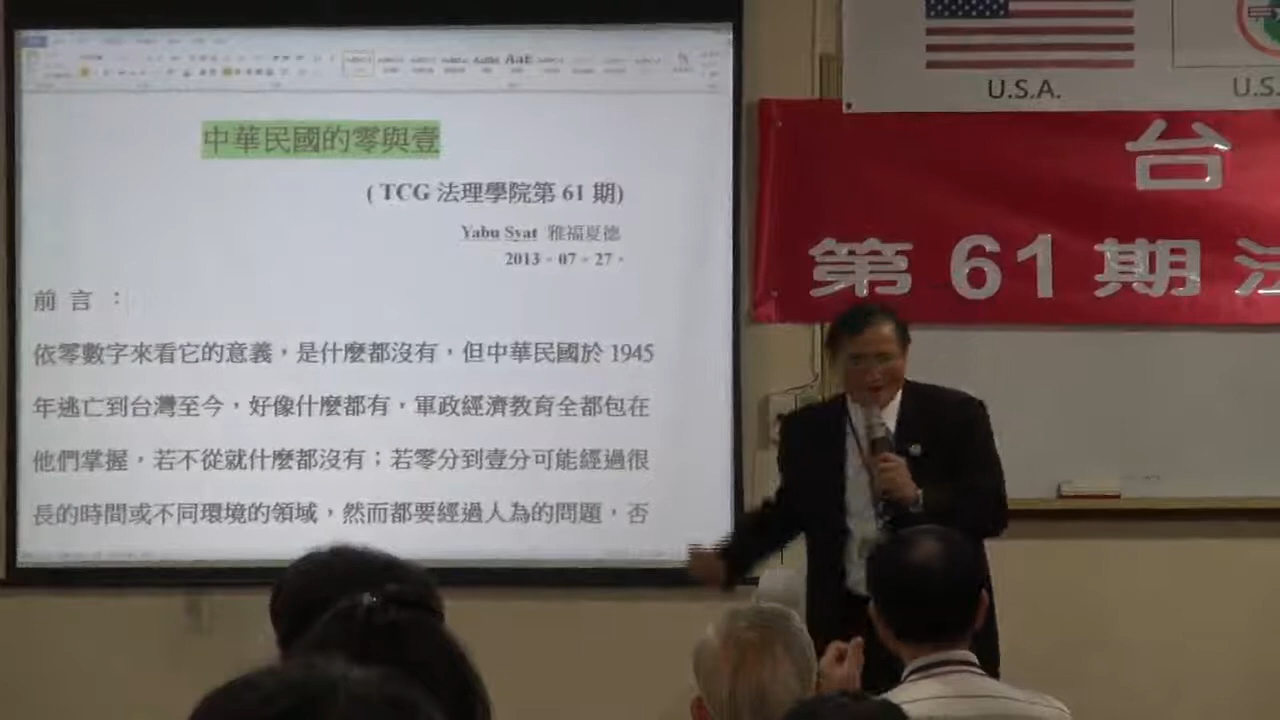 中華民國的零與壹
( TCG 法理學院第 61 期)
Yabu Syat 雅福夏德
2013。07。27。
前 言 :
依零數字來看它的意義，是什麼都沒有，但中華民國於 1945
年逃亡到台灣至今，好像什麼都有，軍政經濟教育全都包在
他們掌握，若不從就什麼都沒有；若零分到壹分可能經過很
長的時間或不同環境的領域，然而都要經過人為的問題，否
U.S.A.
U.S.
台
第 61 期 法